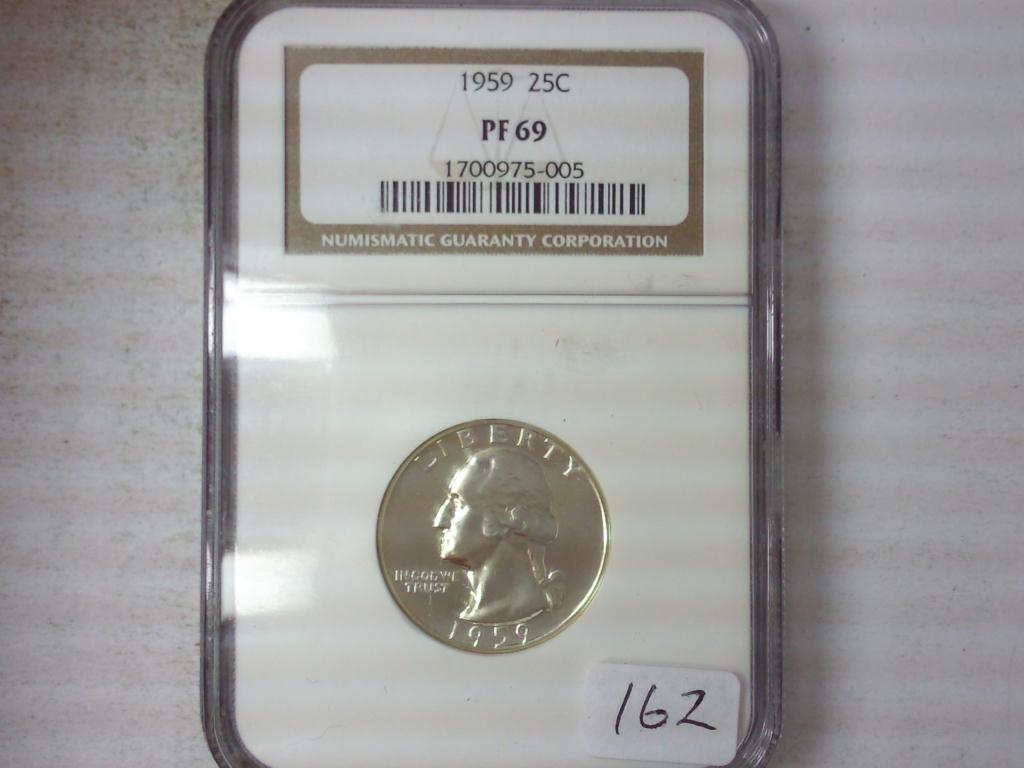 1959 25C
PF 69
1700975-005
NUMISMATIC GUARANTY CORPORATION
LIBERTY
IN GOD WE
TRUST
1959
162